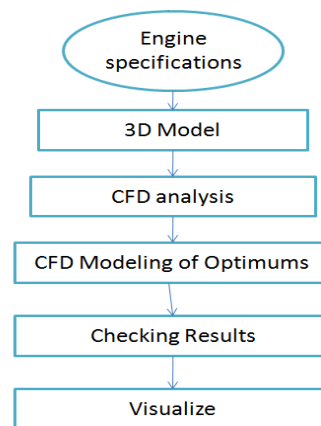 Engine
specifications
3D Model
CFD analysis
CFD Modeling of Optimums
Checking Results
Visualize